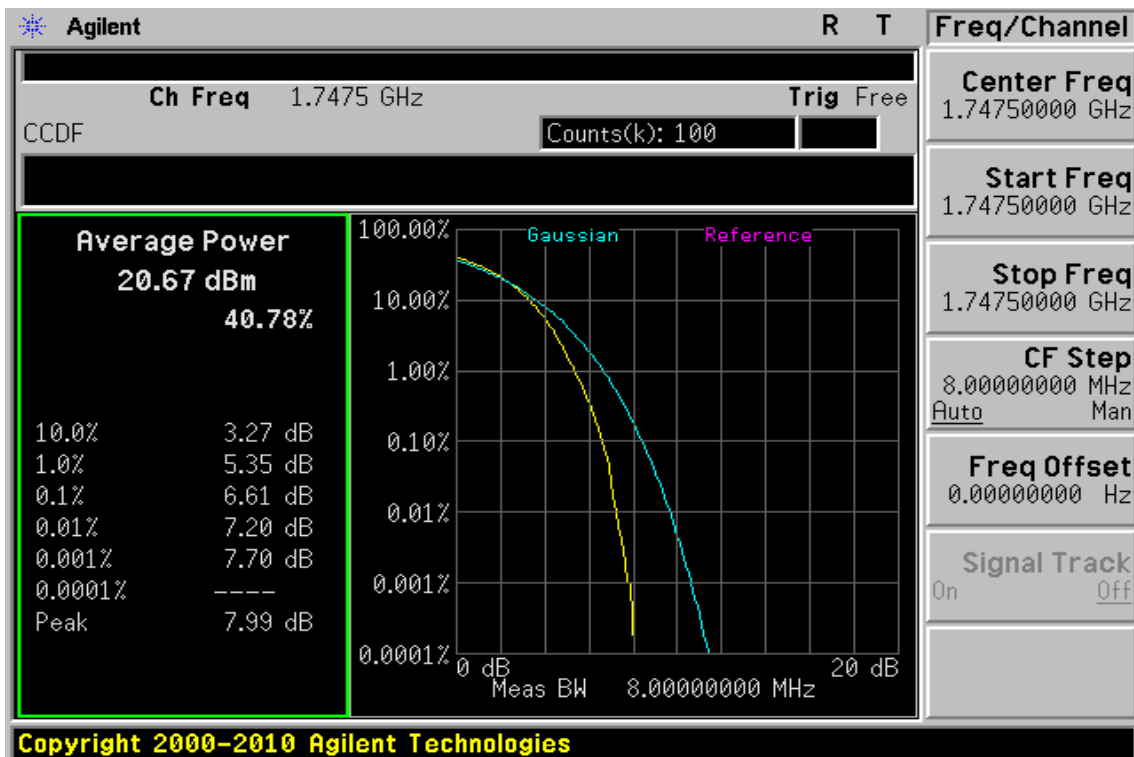 Agilent R T
Freq/Channel
Ch Freq 1.7475 GHz Trig Free
CCDF Counts(k): 100
Average Power
20.67 dBm
40.78%
10.0% 3.27 dB
1.0% 5.35 dB
0.1% 6.61 dB
0.01% 7.20 dB
0.001% 7.70 dB
0.0001% ----
Peak 7.99 dB
Gaussian Reference
100.00%
10.00%
1.00%
0.10%
0.01%
0.001%
0.0001%
0 dB 20 dB
Meas BW 8.00000000 MHz
Center Freq
1.74750000 GHz
Start Freq
1.74750000 GHz
Stop Freq
1.74750000 GHz
CF Step
8.00000000 MHz
Auto Man
Freq Offset
0.00000000 Hz
Signal Track
On Off
Copyright 2000-2010 Agilent Technologies